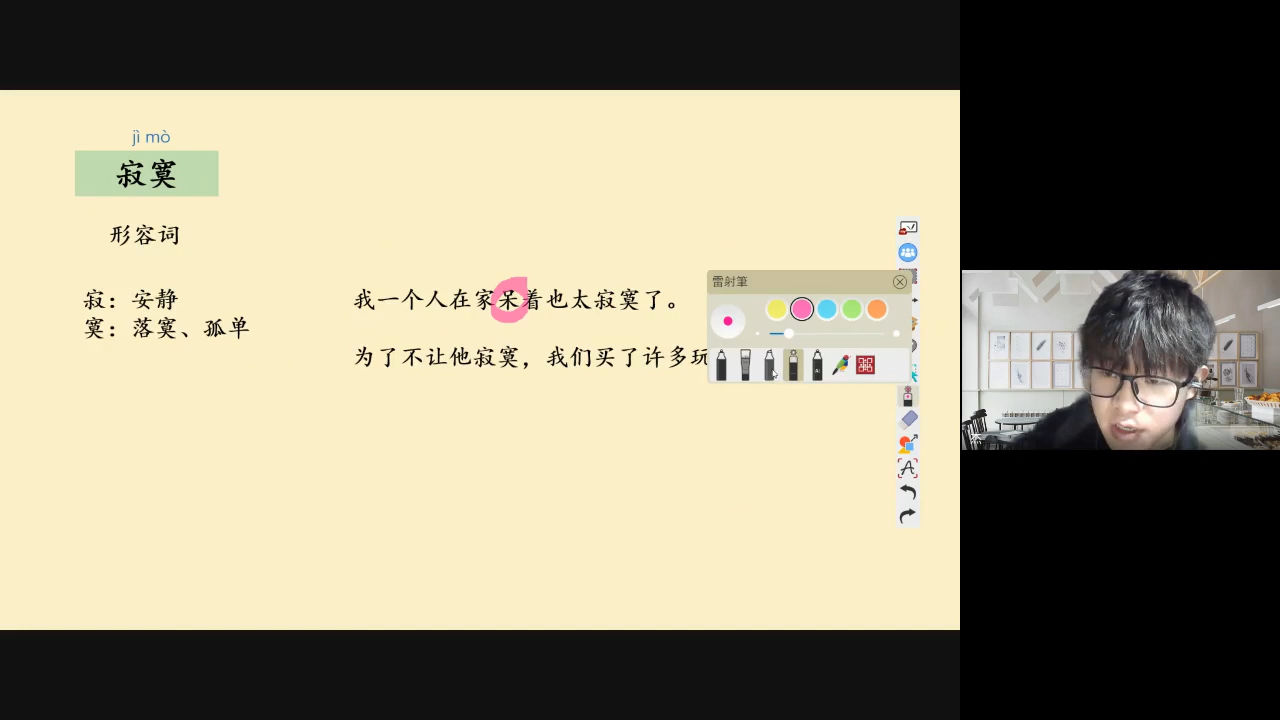 jì mò
寂寞
形容词
寂：安静
寞：落寞、孤单
我一个人在家呆着也太寂寞了。
为了不让他寂寞，我们买了许多玩
雷射筆
杰